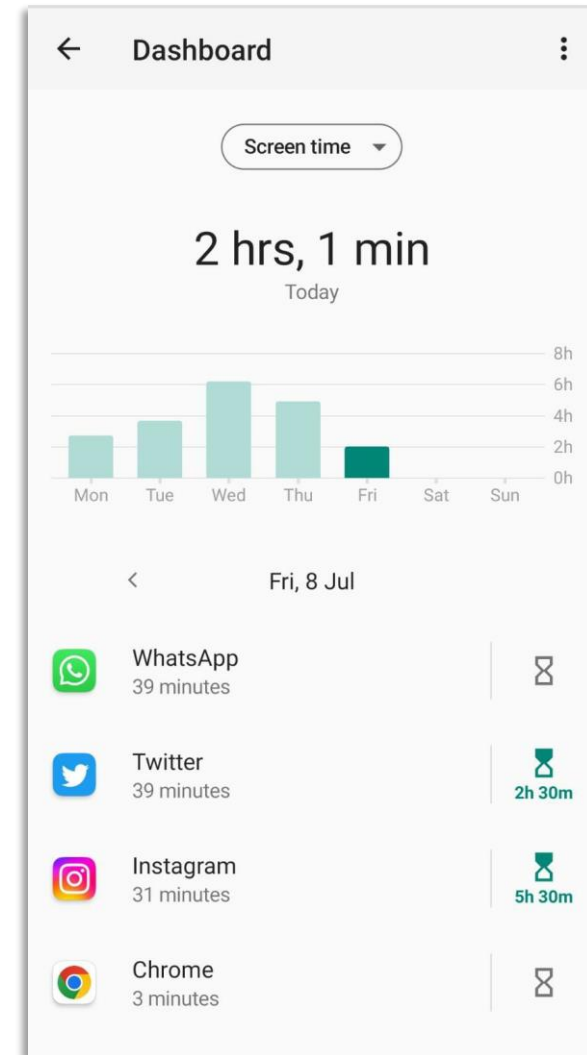 Dashboard
Screen time
2 hrs, 1 min
Today
8h
6h
4h
2h
0h
Mon Tue Wed Thu Fri Sat Sun
Fri, 8 Jul
WhatsApp
39 minutes
Twitter
39 minutes
2h 30m
Instagram
31 minutes
5h 30m
Chrome
3 minutes